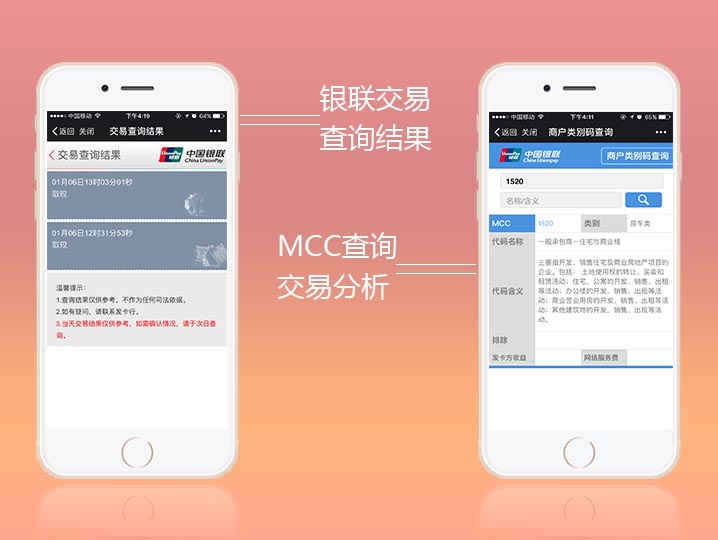 中国移动 下午4:19 64%
返回 关闭 交易查询结果
交易查询结果 UnionPay 银联 中国银联 China Unionpay
01月06日13时03分01秒
取现
01月06日12时31分53秒
取现
温馨提示:
1.查询结果仅供参考，不作为任何司法依据。
2.如有疑问，请联系发卡行。
3.当天交易结果仅供参考，如需确认情况，请于次日查
询。
银联交易
查询结果
MCC查询
交易分析
中国移动 下午4:11 65%
返回 关闭 商户类别码查询
UnionPay 银联 中国银联 China Unionpay 商户类别码查询
1520
名称/含义
MCC 1520 类别 房车类
代码名称 一般承包商－住宅与商业楼
代码含义
主要指开发、销售住宅及商业房地产项目的
企业。包括： 土地使用权的转让、买卖和
租赁活动；住宅、公寓的开发、销售、出租
等活动；办公楼的开发、销售、出租等活
动；商业营业用房的开发、销售、出租等活
动；其他建筑物的开发、销售、出租等活
动。
排除
发卡方收益 网络服务费